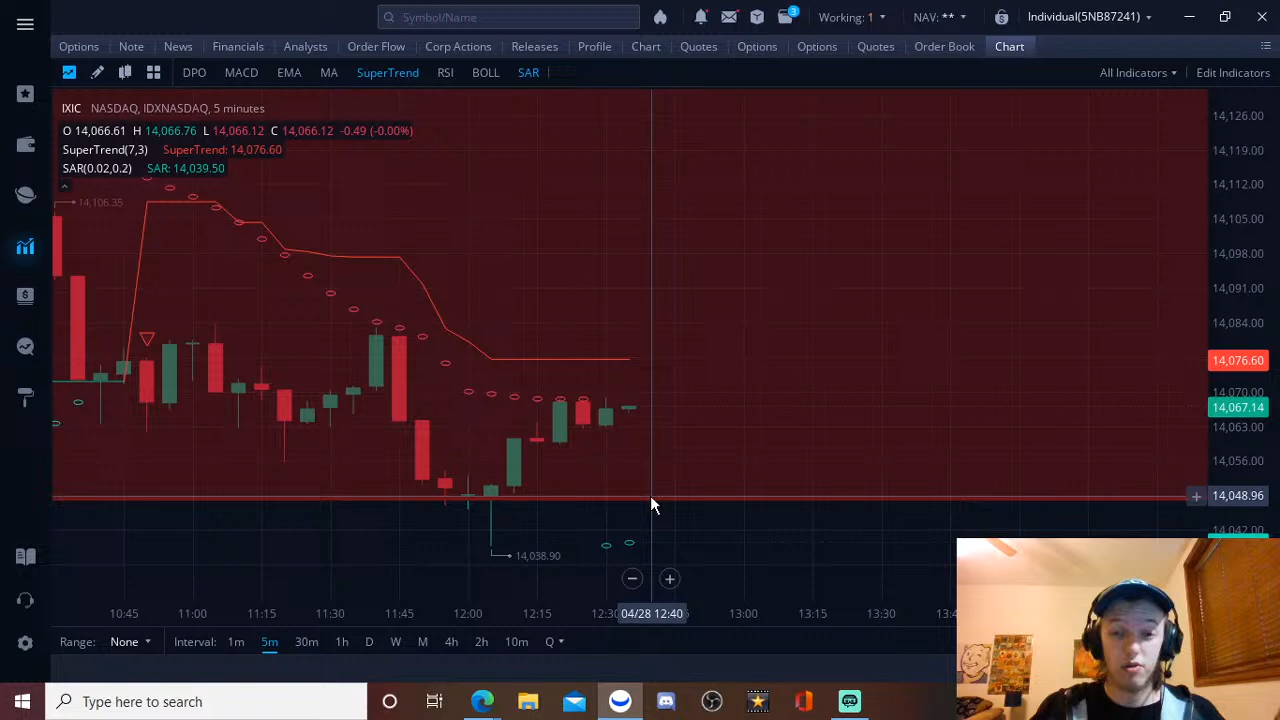 Symbol/Name
3
Working: 1
NAV: **
Individual(5NB87241)
Options Note News Financials Analysts Order Flow Corp Actions Releases Profile Chart Quotes Options Options Quotes Order Book Chart
DPO MACD EMA MA SuperTrend RSI BOLL SAR
All Indicators Edit Indicators
IXIC NASDAQ, IDXNASDAQ, 5 minutes
O 14,066.61 H 14,066.76 L 14,066.12 C 14,066.12 -0.49 (-0.00%)
SuperTrend(7,3) SuperTrend: 14,076.60
SAR(0.02,0.2) SAR: 14,039.50
14,106.35
14,038.90
14,126.00
14,119.00
14,112.00
14,105.00
14,098.00
14,091.00
14,084.00
14,076.60
14,070.00
14,067.14
14,063.00
14,056.00
14,048.96
14,042.00
10:45 11:00 11:15 11:30 11:45 12:00 12:15 12:30 04/28 12:40 13:00 13:15 13:30
Range: None Interval: 1m 5m 30m 1h D W M 4h 2h 10m Q
Type here to search